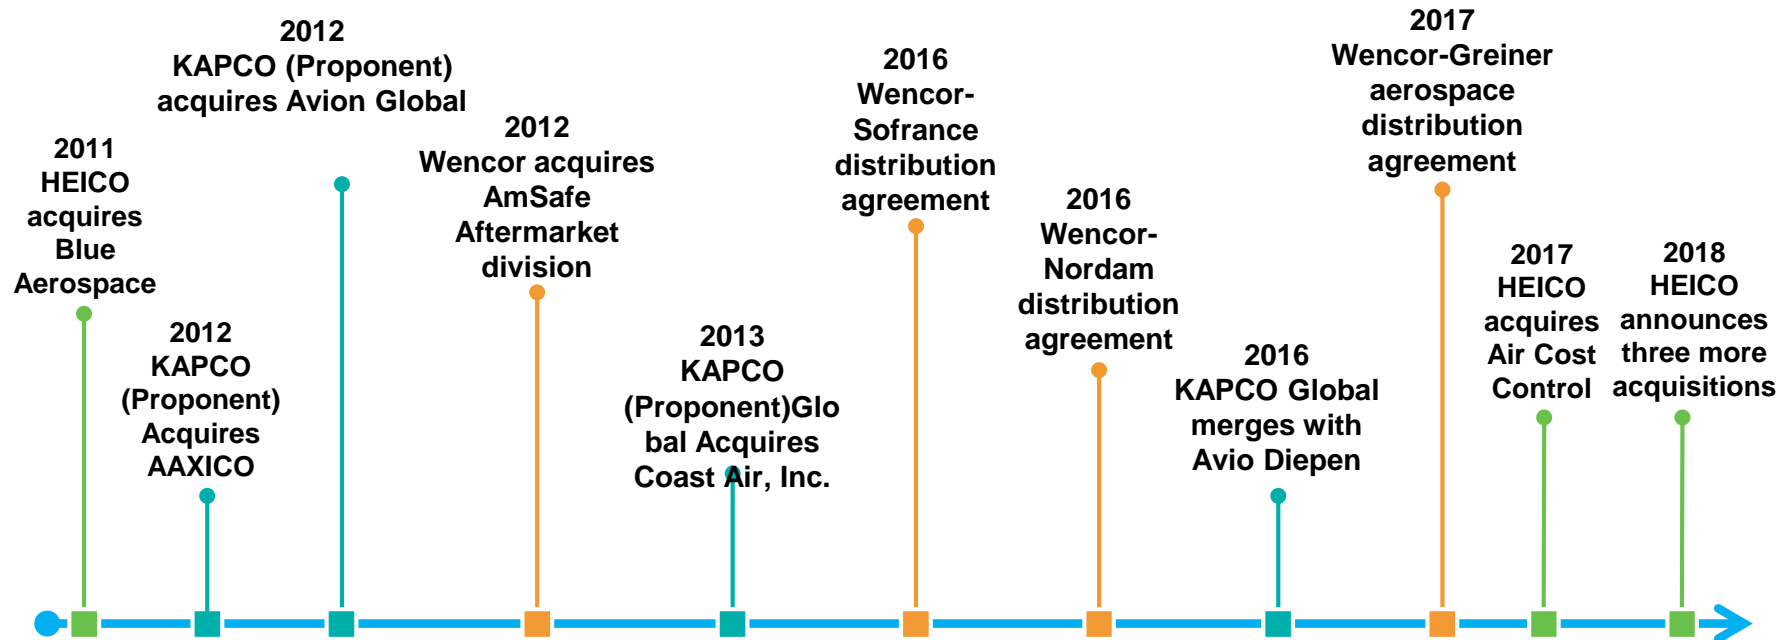 2011
HEICO
acquires
Blue
Aerospace
2012
KAPCO
(Proponent)
Acquires
AAXICO
2012
KAPCO (Proponent)
acquires Avion Global
2012
Wencor acquires
AmSafe
Aftermarket
division
2013
KAPCO
(Proponent)Glo
bal Acquires
Coast Air, Inc.
2016
Wencor-
Sofrance
distribution
agreement
2016
Wencor-
Nordam
distribution
agreement
2016
KAPCO Global
merges with
Avio Diepen
2017
Wencor-Greiner
aerospace
distribution
agreement
2017
HEICO
acquires
Air Cost
Control
2018
HEICO
announces
three more
acquisitions